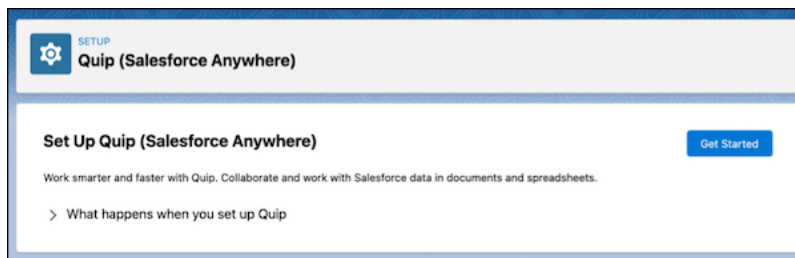 SETUP
Quip (Salesforce Anywhere)
Set Up Quip (Salesforce Anywhere)
Get Started
Work smarter and faster with Quip. Collaborate and work with Salesforce data in documents and spreadsheets.
What happens when you set up Quip